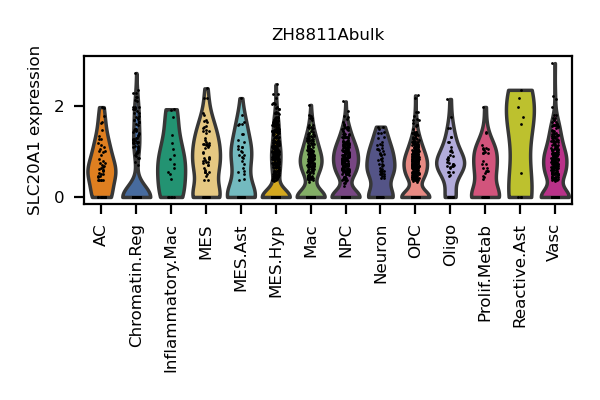 ZH8811Abulk
SLC20A1 expression
2
0
AC
Chromatin.Reg
Inflammatory.Mac
MES
MES.Ast
MES.Hyp
Mac
NPC
Neuron
OPC
Oligo
Prolif.Metab
Reactive.Ast
Vasc